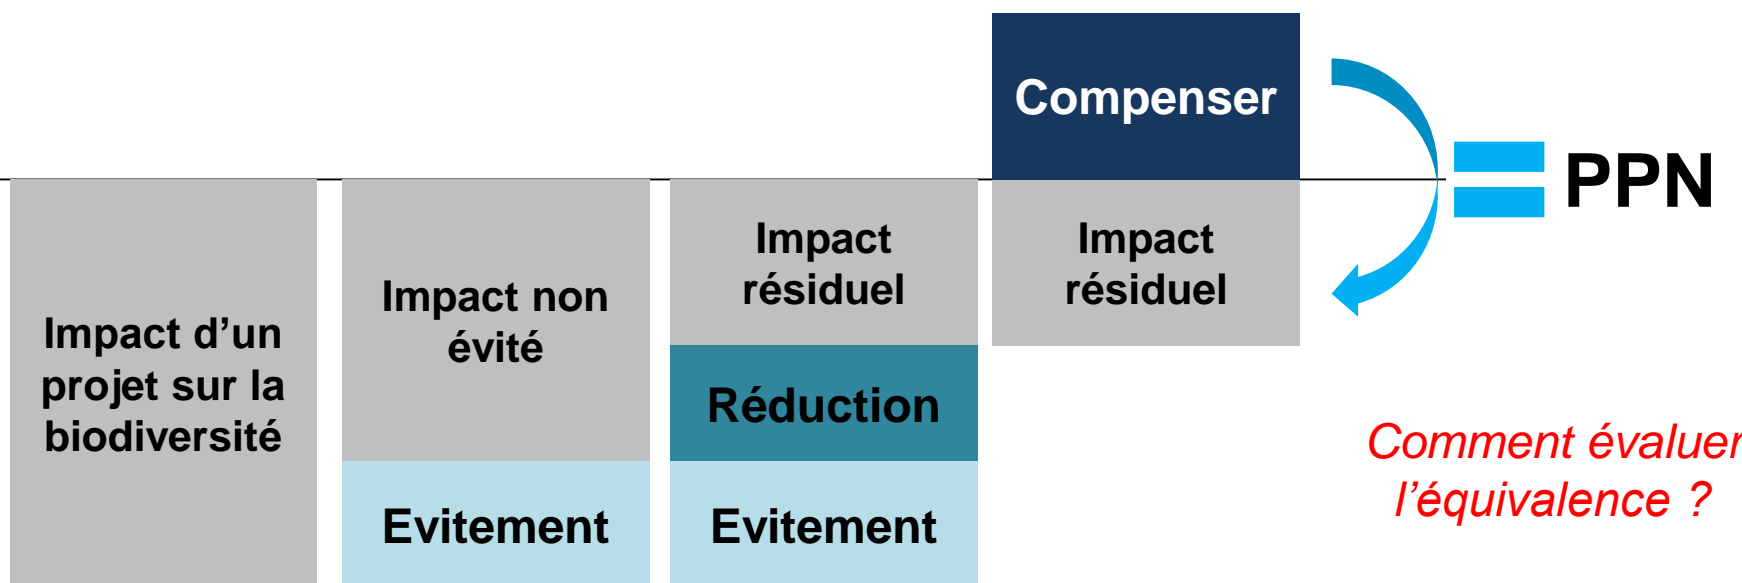 Impact d’un
projet sur la
biodiversité
Impact non
évité
Evitement
Impact
résiduel
Réduction
Evitement
Compenser
Impact
résiduel
PPN
Comment évaluer
l’équivalence ?